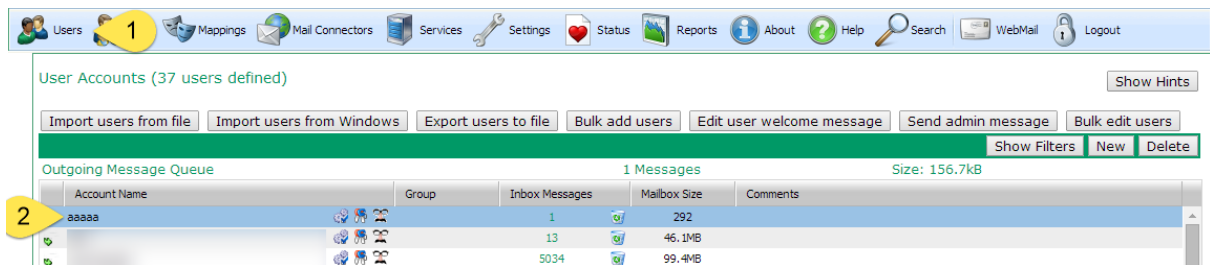 Users 1 Mappings Mail Connectors Services Settings Status Reports About Help Search WebMail Logout
User Accounts (37 users defined) Show Hints
Import users from file Import users from Windows Export users to file Bulk add users Edit user welcome message Send admin message Bulk edit users
Show Filters New Delete
Outgoing Message Queue 1 Messages Size: 156.7kB
Account Name Group Inbox Messages Mailbox Size Comments
2 aaaaa 1 292
13 46.1MB
5034 99.4MB